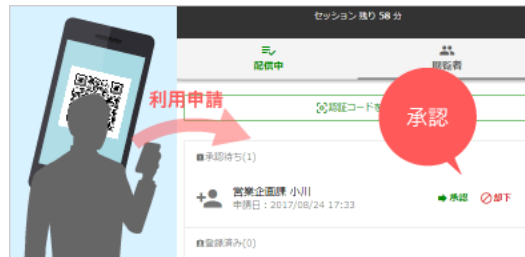 セッション残り 58 分
配信中
閲覧者
利用申請
認証コードを
承認
承認待ち(1)
営業企画課 小川
申請日：2017/08/24 17:33
承認
却下
登録済み(0)